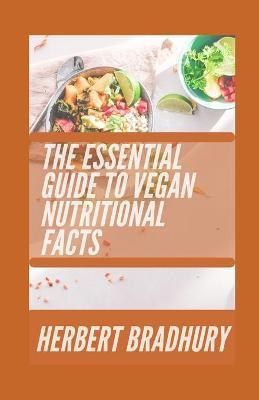 THE ESSENTIAL
GUIDE TO VEGAN
NUTRITIONAL
FACTS
HERBERT BRADHURY